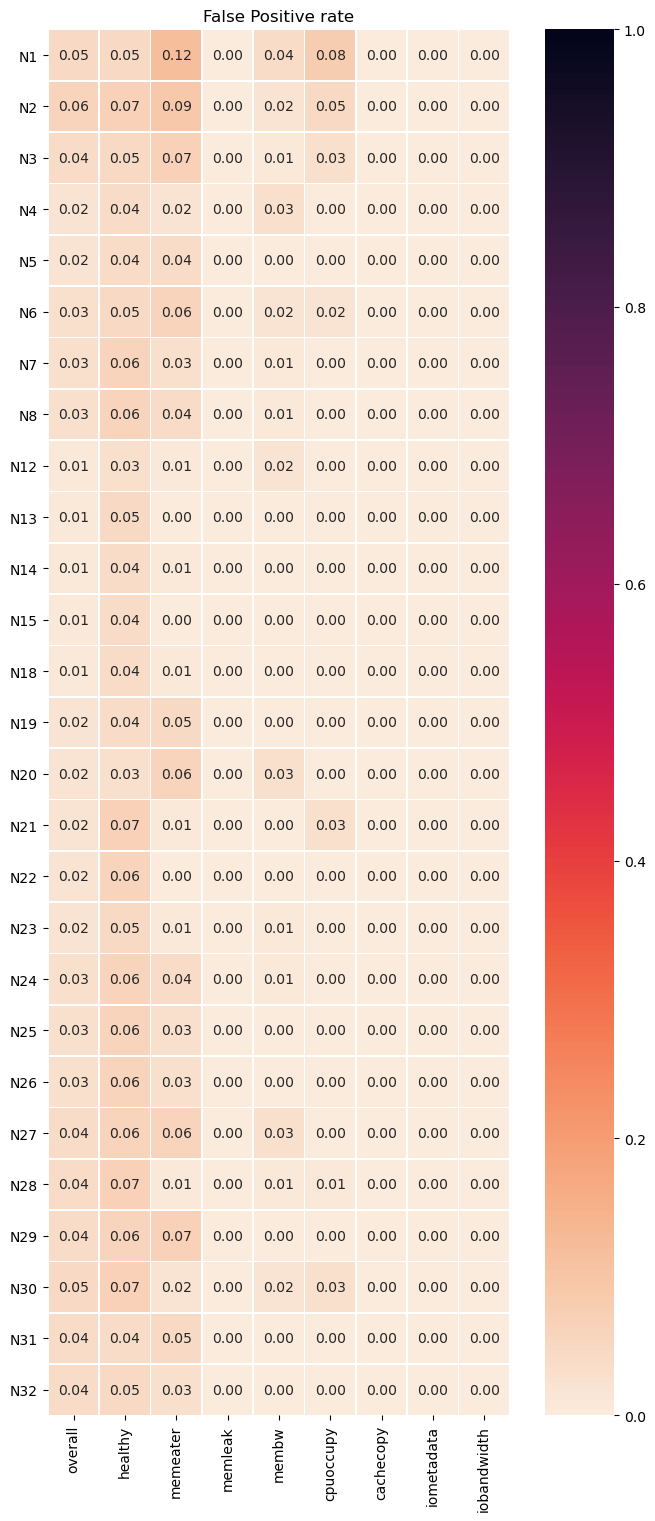 False Positive rate
N1 0.05 0.05 0.12 0.00 0.04 0.08 0.00 0.00 0.00
N2 0.06 0.07 0.09 0.00 0.02 0.05 0.00 0.00 0.00
N3 0.04 0.05 0.07 0.00 0.01 0.03 0.00 0.00 0.00
N4 0.02 0.04 0.02 0.00 0.03 0.00 0.00 0.00 0.00
N5 0.02 0.04 0.04 0.00 0.00 0.00 0.00 0.00 0.00
N6 0.03 0.05 0.06 0.00 0.02 0.02 0.00 0.00 0.00
N7 0.03 0.06 0.03 0.00 0.01 0.00 0.00 0.00 0.00
N8 0.03 0.06 0.04 0.00 0.01 0.00 0.00 0.00 0.00
N12 0.01 0.03 0.01 0.00 0.02 0.00 0.00 0.00 0.00
N13 0.01 0.05 0.00 0.00 0.00 0.00 0.00 0.00 0.00
N14 0.01 0.04 0.01 0.00 0.00 0.00 0.00 0.00 0.00
N15 0.01 0.04 0.00 0.00 0.00 0.00 0.00 0.00 0.00
N18 0.01 0.04 0.01 0.00 0.00 0.00 0.00 0.00 0.00
N19 0.02 0.04 0.05 0.00 0.00 0.00 0.00 0.00 0.00
N20 0.02 0.03 0.06 0.00 0.03 0.00 0.00 0.00 0.00
N21 0.02 0.07 0.01 0.00 0.00 0.03 0.00 0.00 0.00
N22 0.02 0.06 0.00 0.00 0.00 0.00 0.00 0.00 0.00
N23 0.02 0.05 0.01 0.00 0.01 0.00 0.00 0.00 0.00
N24 0.03 0.06 0.04 0.00 0.01 0.00 0.00 0.00 0.00
N25 0.03 0.06 0.03 0.00 0.00 0.00 0.00 0.00 0.00
N26 0.03 0.06 0.03 0.00 0.00 0.00 0.00 0.00 0.00
N27 0.04 0.06 0.06 0.00 0.03 0.00 0.00 0.00 0.00
N28 0.04 0.07 0.01 0.00 0.01 0.01 0.00 0.00 0.00
N29 0.04 0.06 0.07 0.00 0.00 0.00 0.00 0.00 0.00
N30 0.05 0.07 0.02 0.00 0.02 0.03 0.00 0.00 0.00
N31 0.04 0.04 0.05 0.00 0.00 0.00 0.00 0.00 0.00
N32 0.04 0.05 0.03 0.00 0.00 0.00 0.00 0.00 0.00
overall healthy memeater memleak membw cpuoccupy cachecopy iometadata iobandwidth
1.0
0.8
0.6
0.4
0.2
0.0